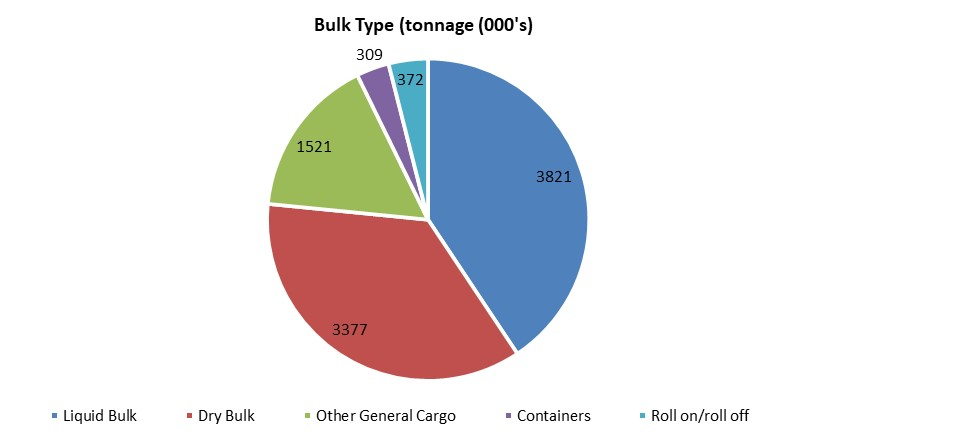 Bulk Type (tonnage (000's)
309
372
3821
1521
3377
Liquid Bulk
Dry Bulk
Other General Cargo
Containers
Roll on/roll off